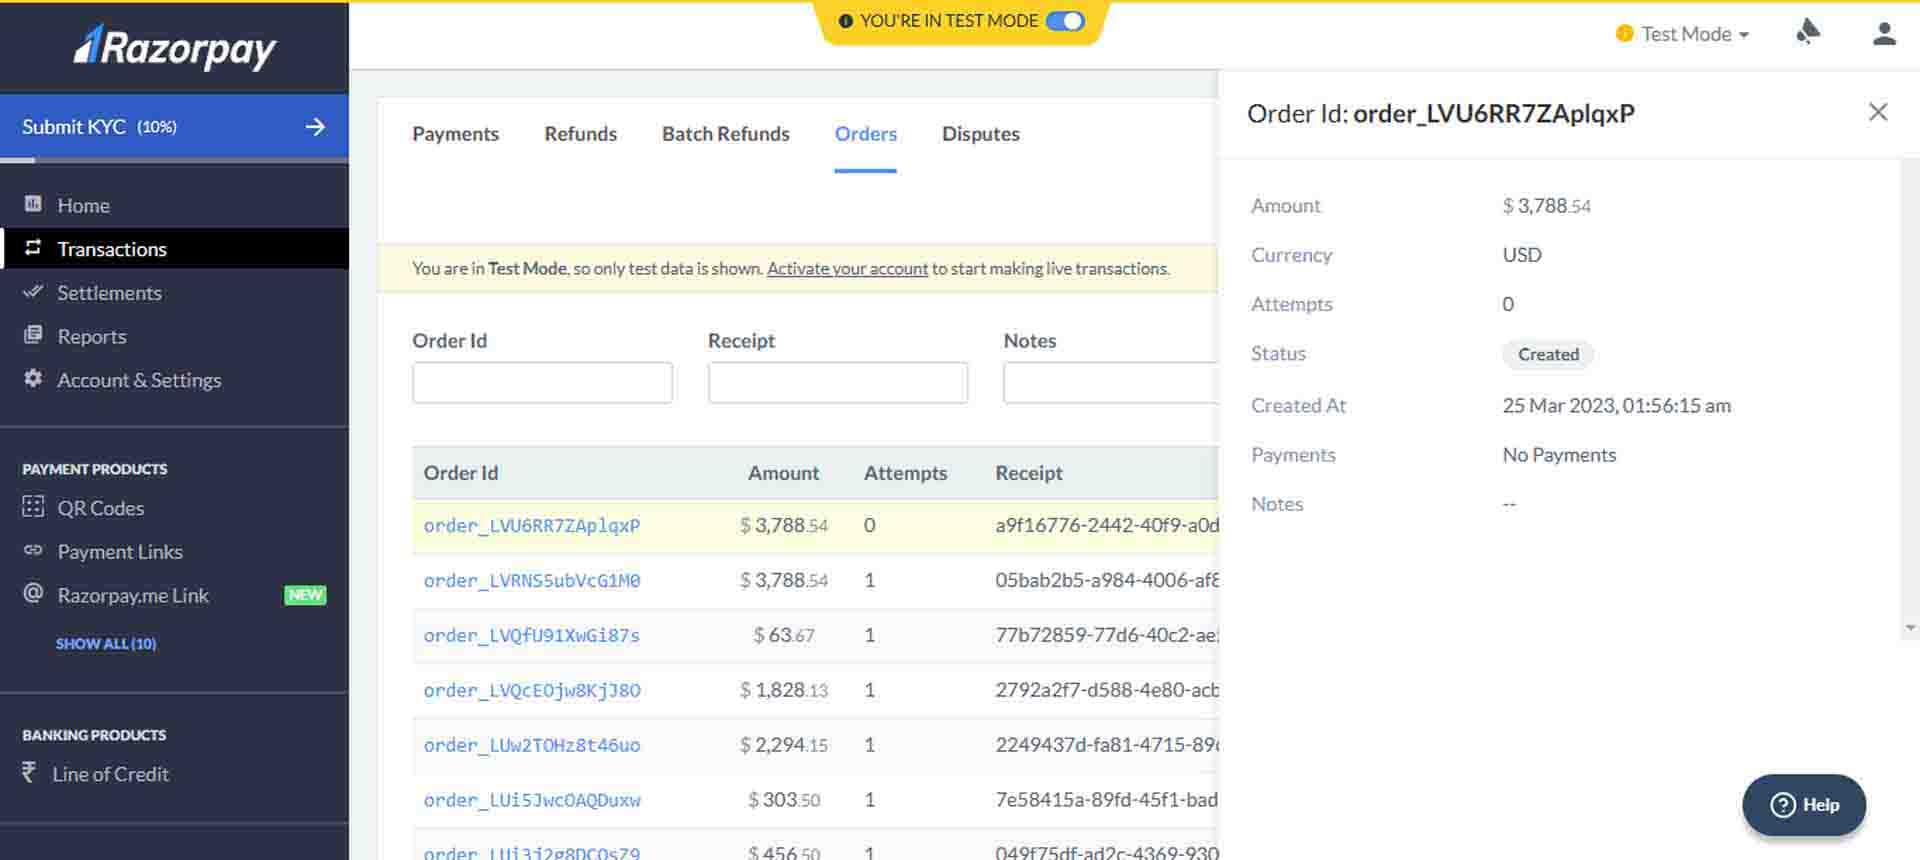 YOU'RE IN TEST MODE
Razorpay
Test Mode
Submit KYC (10%)
Home
Transactions
Settlements
Reports
Account & Settings
PAYMENT PRODUCTS
QR Codes
Payment Links
Razorpay.me Link NEW
SHOW ALL (10)
BANKING PRODUCTS
₹ Line of Credit
Payments Refunds Batch Refunds Orders Disputes
You are in Test Mode, so only test data is shown. Activate your account to start making live transactions.
Order Id Receipt Notes
Order Id Amount Attempts Receipt
order_LVU6RR7ZAplqxP $ 3,788.54 0 a9f16776-2442-40f9-a0d
order_LVRNS5ubVcG1M0 $ 3,788.54 1 05bab2b5-a984-4006-af8
order_LVQfU91XwGi87s $ 63.67 1 77b72859-77d6-40c2-ae
order_LVQcEOjw8KjJ8O $ 1,828.13 1 2792a2f7-d588-4e80-acb
order_LUw2TOHz8t46uo $ 2,294.15 1 2249437d-fa81-4715-89
order_LUi5JwcOAQDuxw $ 303.50 1 7e58415a-89fd-45f1-bad
order_LUi3j2g8DCOsZ9 $ 456.50 1 049f75df-ad2c-4369-930
Order Id: order_LVU6RR7ZAplqxP
Amount $ 3,788.54
Currency USD
Attempts 0
Status Created
Created At 25 Mar 2023, 01:56:15 am
Payments No Payments
Notes --
Help